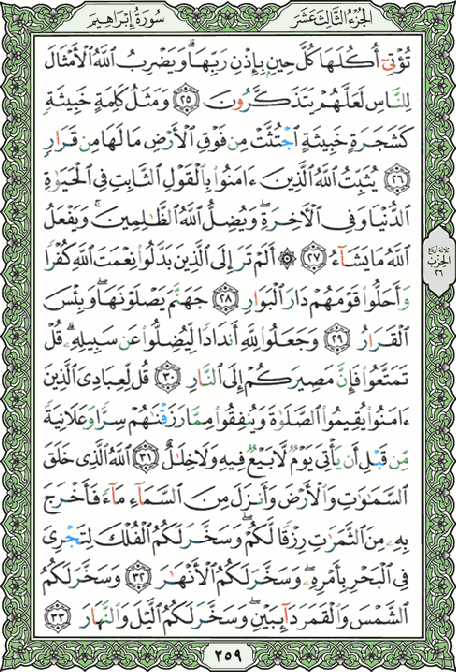 الجزء الثالث عشر
سورة إبراهيم
تُؤْتِىٓ أُكُلَهَا كُلَّ حِينٍۭ بِإِذْنِ رَبِّهَاۗ وَيَضْرِبُ ٱللَّهُ ٱلْأَمْثَالَ
لِلنَّاسِ لَعَلَّهُمْ يَتَذَكَّرُونَ ٢٥ وَمَثَلُ كَلِمَةٍ خَبِيثَةٍ
كَشَجَرَةٍ خَبِيثَةٍ ٱجْتُثَّتْ مِن فَوْقِ ٱلْأَرْضِ مَا لَهَا مِن قَرَارٍ
٢٦ يُثَبِّتُ ٱللَّهُ ٱلَّذِينَ ءَامَنُوا۟ بِٱلْقَوْلِ ٱلثَّابِتِ فِى ٱلْحَيَوٰةِ
ٱلدُّنْيَا وَفِى ٱلْءَاخِرَةِۖ وَيُضِلُّ ٱللَّهُ ٱلظَّٰلِمِينَۚ وَيَفْعَلُ
ٱللَّهُ مَا يَشَآءُ ٢٧ ۞ أَلَمْ تَرَ إِلَى ٱلَّذِينَ بَدَّلُوا۟ نِعْمَتَ ٱللَّهِ كُفْرًا
وَأَحَلُّوا۟ قَوْمَهُمْ دَارَ ٱلْبَوَارِ ٢٨ جَهَنَّمَ يَصْلَوْنَهَاۖ وَبِئْسَ
ٱلْقَرَارُ ٢٩ وَجَعَلُوا۟ لِلَّهِ أَندَادًا لِّيُضِلُّوا۟ عَن سَبِيلِهِۦۗ قُلْ
تَمَتَّعُوا۟ فَإِنَّ مَصِيرَكُمْ إِلَى ٱلنَّارِ ٣٠ قُل لِّعِبَادِىَ ٱلَّذِينَ
ءَامَنُوا۟ يُقِيمُوا۟ ٱلصَّلَوٰةَ وَيُنفِقُوا۟ مِمَّا رَزَقْنَٰهُمْ سِرًّا وَعَلَانِيَةً
مِّن قَبْلِ أَن يَأْتِىَ يَوْمٌ لَّا بَيْعٌ فِيهِ وَلَا خِلَٰلٌ ٣١ ٱللَّهُ ٱلَّذِى خَلَقَ
ٱلسَّمَٰوَٰتِ وَٱلْأَرْضَ وَأَنزَلَ مِنَ ٱلسَّمَآءِ مَآءً فَأَخْرَجَ
بِهِۦ مِنَ ٱلثَّمَرَٰتِ رِزْقًا لَّكُمْۖ وَسَخَّرَ لَكُمُ ٱلْفُلْكَ لِتَجْرِىَ
فِى ٱلْبَحْرِ بِأَمْرِهِۦۖ وَسَخَّرَ لَكُمُ ٱلْأَنْهَٰرَ ٣٢ وَسَخَّرَ لَكُمُ
ٱلشَّمْسَ وَٱلْقَمَرَ دَآئِبَيْنِۖ وَسَخَّرَ لَكُمُ ٱلَّيْلَ وَٱلنَّهَارَ ٣٣
الحزب
٢٦
٢٥٩